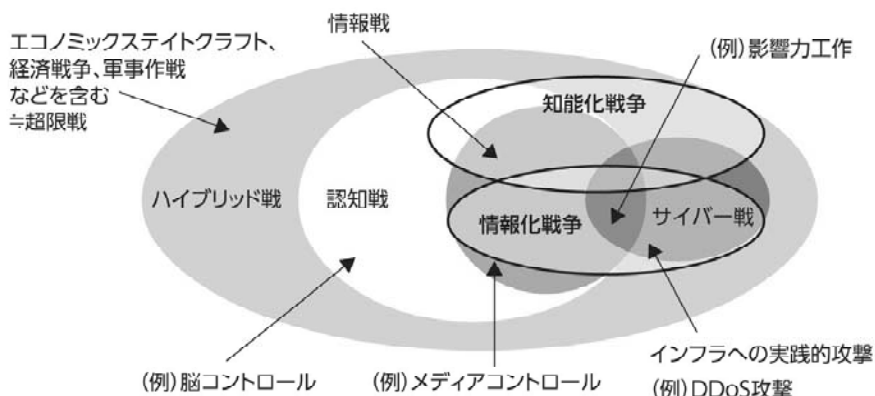 情報戦
(例)影響力工作
エコノミックステイトクラフト、
経済戦争、軍事作戦
などを含む
≒超限戦
知能化戦争
ハイブリッド戦
認知戦
情報化戦争
サイバー戦
インフラへの実践的攻撃
(例)脳コントロール
(例)メディアコントロール
(例)DDoS攻撃